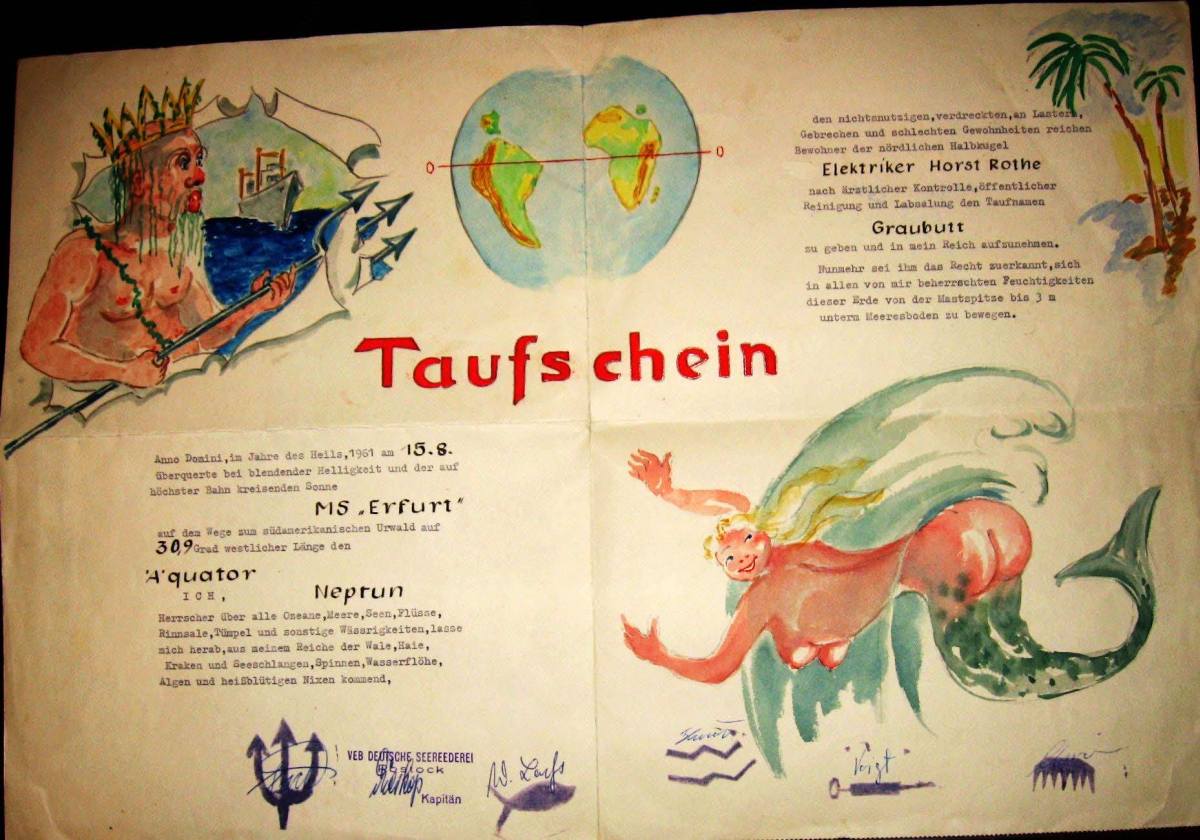 Taufschein
Anno Domini,im Jahre des Heils,1961 am 15.8.
überquerte bei blendender Helligkeit und der auf
höchster Bahn kreisenden Sonne
MS „Erfurt"
auf dem Wege zum südamerikanischen Urwald auf
30,9 Grad westlicher Länge den
Äquator
ICH, Neptun
Herrscher über alle Ozeane,Meere,Seen,Flüsse,
Rinnsale,Tümpel und sonstige Wässrigkeiten,lasse
mich herab,aus meinem Reiche der Wale,Haie,
Kraken und Seeschlangen,Spinnen,Wasserflöhe,
Algen und heißblütigen Nixen kommend,
den nichtsnutzigen,verdreckten,an Lastern,
Gebrechen und schlechten Gewohnheiten reichen
Bewohner der nördlichen Halbkugel
Elektriker Horst Rothe
nach ärztlicher Kontrolle,öffentlicher
Reinigung und Labsalung den Taufnamen
Graubutt
zu geben und in mein Reich aufzunehmen.
Nunmehr sei ihm das Recht zuerkannt,sich
in allen von mir beherrschten Feuchtigkeiten
dieser Erde von der Mastspitze bis 3 m
unterm Meeresboden zu bewegen.
0 0
VEB DEUTSCHE SEEREEDEREI
Rostock
Kapitän
Voigt